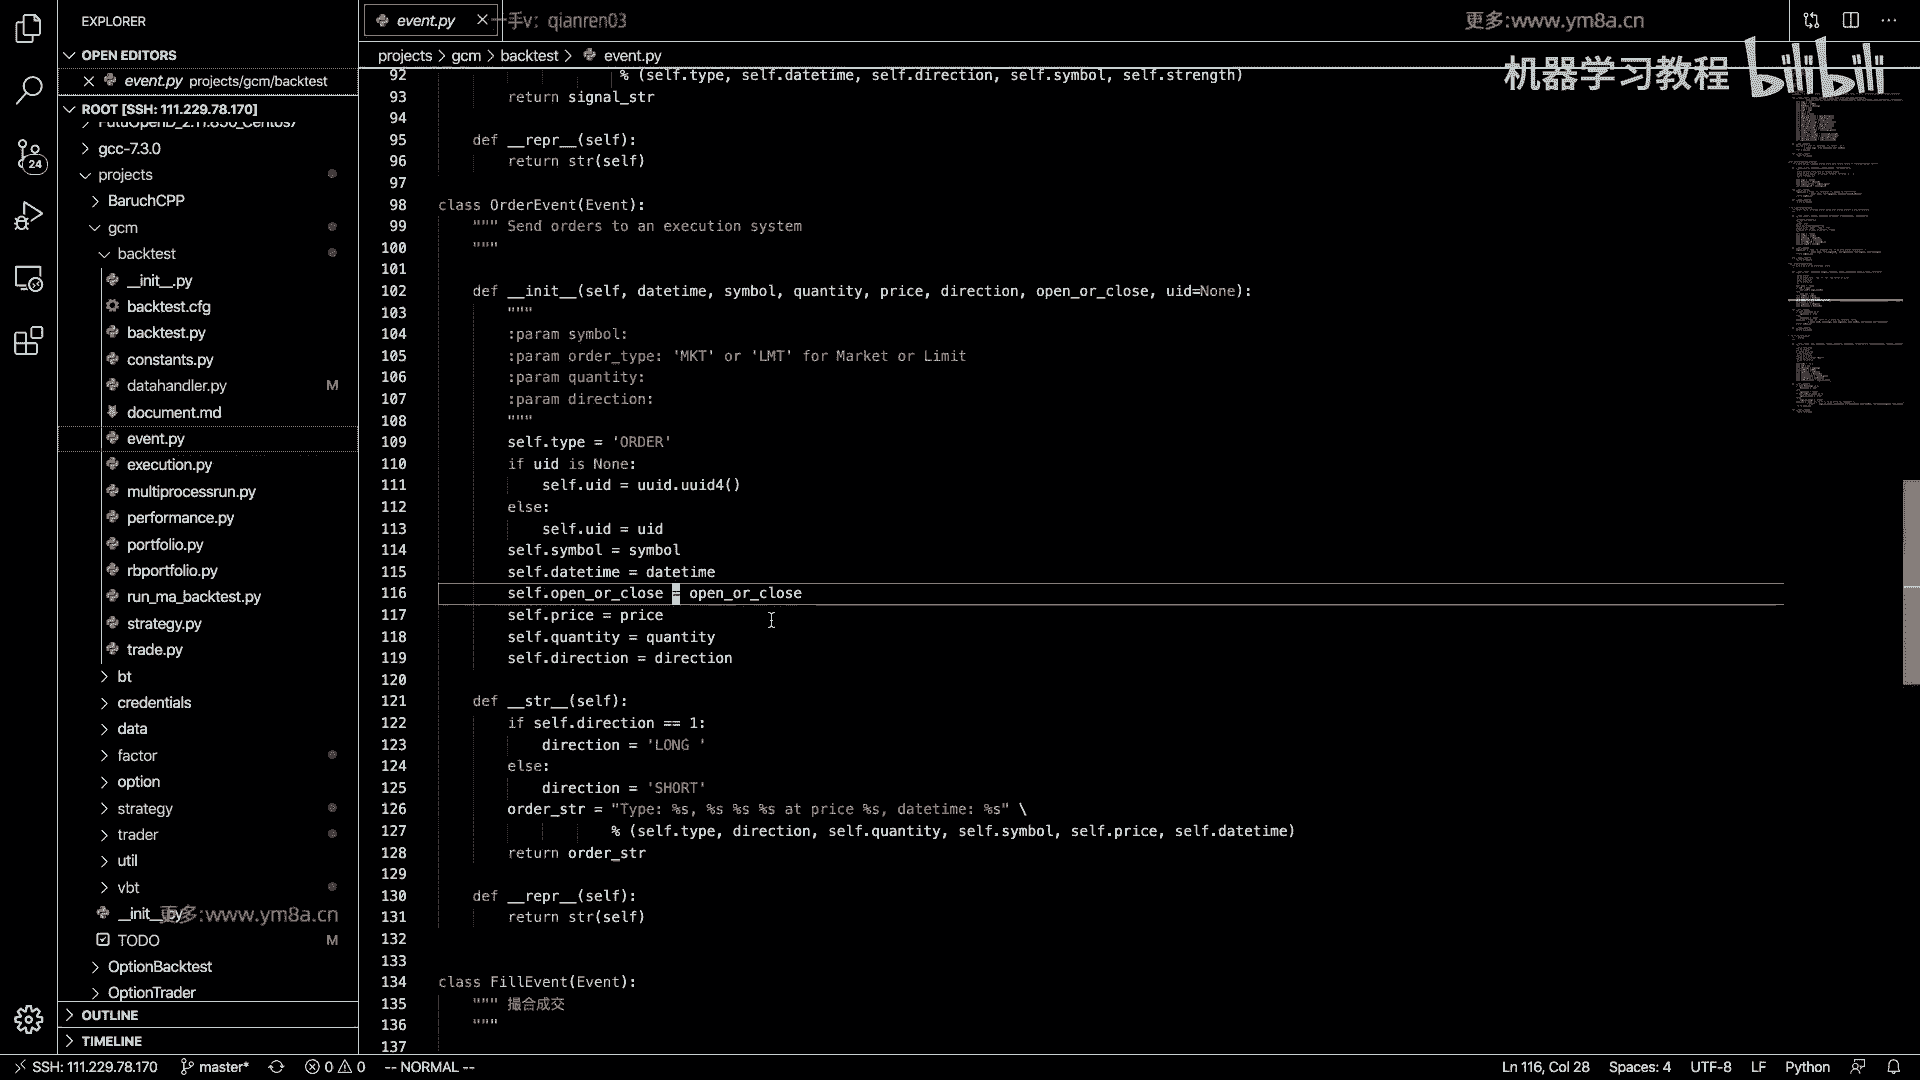 EXPLORER
OPEN EDITORS
event.py projects/gcm/backtest
ROOT [SSH: 111.229.78.170]
gcc-7.3.0
projects
BaruchCPP
gcm
backtest
__init__.py
backtest.cfg
backtest.py
constants.py
datahandler.py M
document.md
event.py
execution.py
multiprocessrun.py
performance.py
portfolio.py
rbportfolio.py
run_ma_backtest.py
strategy.py
trade.py
bt
credentials
data
factor
option
strategy
trader
util
vbt
__init__.py
更多:www.ym8a.cn
TODO M
OptionBacktest
OptionTrader
OUTLINE
TIMELINE
24
event.py
一手v: qianren03
更多:www.ym8a.cn
projects > gcm > backtest > event.py
机器学习教程 bilibili
92 % (self.type, self.datetime, self.direction, self.symbol, self.strength)
93 return signal_str
94
95 def __repr__(self):
96 return str(self)
97
98 class OrderEvent(Event):
99 """ Send orders to an execution system
100 """
101
102 def __init__(self, datetime, symbol, quantity, price, direction, open_or_close, uid=None):
103 """
104 :param symbol:
105 :param order_type: 'MKT' or 'LMT' for Market or Limit
106 :param quantity:
107 :param direction:
108 """
109 self.type = 'ORDER'
110 if uid is None:
111 self.uid = uuid.uuid4()
112 else:
113 self.uid = uid
114 self.symbol = symbol
115 self.datetime = datetime
116 self.open_or_close = open_or_close
117 self.price = price
118 self.quantity = quantity
119 self.direction = direction
120
121 def __str__(self):
122 if self.direction == 1:
123 direction = 'LONG '
124 else:
125 direction = 'SHORT'
126 order_str = "Type: %s, %s %s %s at price %s, datetime: %s" \
127 % (self.type, direction, self.quantity, self.symbol, self.price, self.datetime)
128 return order_str
129
130 def __repr__(self):
131 return str(self)
132
133
134 class FillEvent(Event):
135 """ 撮合成交
136 """
137
SSH: 111.229.78.170 master* 0 0 -- NORMAL --
Ln 116, Col 28 Spaces: 4 UTF-8 LF Python